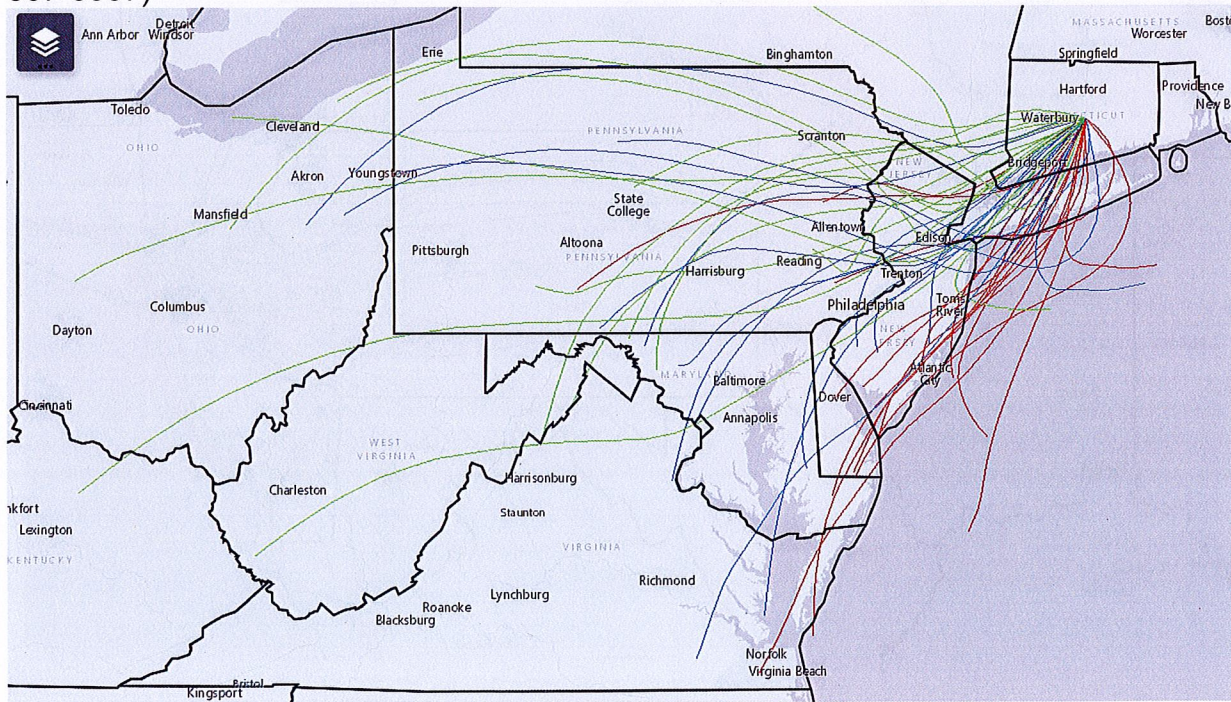 Ann Arbor
Detroit
Windsor
Erie
Binghamton
MASSACHUSETTS
Worcester
Springfield
Toledo
Hartford
Providence
Cleveland
PENNSYLVANIA
Scranton
Waterbury
OHIO
Akron
Youngstown
NEW
JERSEY
Bridgeport
Mansfield
State
College
Allentown
Edison
Pittsburgh
Altoona
PENNSYLVANIA
Harrisburg
Reading
Trenton
Columbus
OHIO
Dayton
Philadelphia
Toms
River
NEW
JERSEY
Cincinnati
MARYLAND
Baltimore
Atlantic
City
Annapolis
Dover
WEST
VIRGINIA
Charleston
Harrisonburg
nkfort
Staunton
Lexington
KENTUCKY
VIRGINIA
Richmond
Roanoke
Lynchburg
Blacksburg
Norfolk
Virginia Beach
Bristol
Kingsport